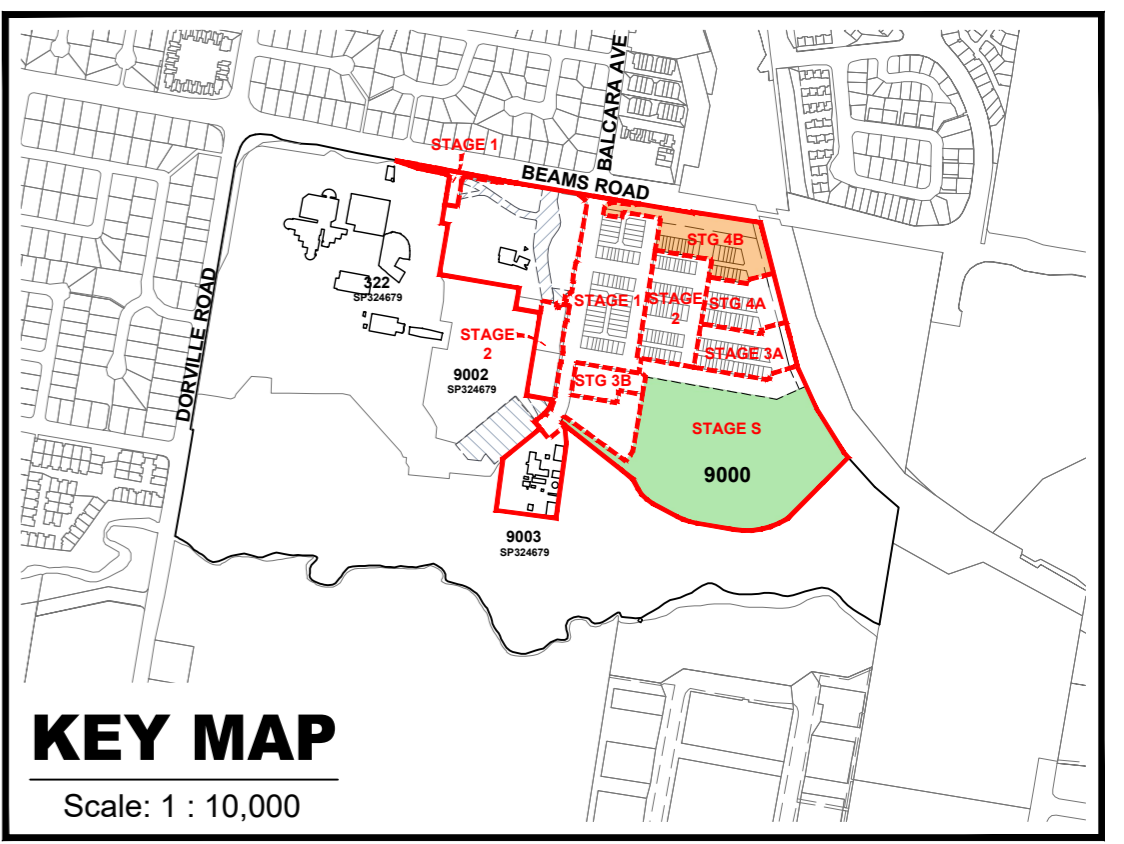 BALCARA AVE
STAGE 1
BEAMS ROAD
STG 4B
DORVILLE ROAD
322
SP324679
STAGE 1
STAGE
2
STG 4A
STAGE
2
STAGE 3A
9002
SP324679
STG 3B
STAGE S
9000
9003
SP324679
KEY MAP
Scale: 1 : 10,000